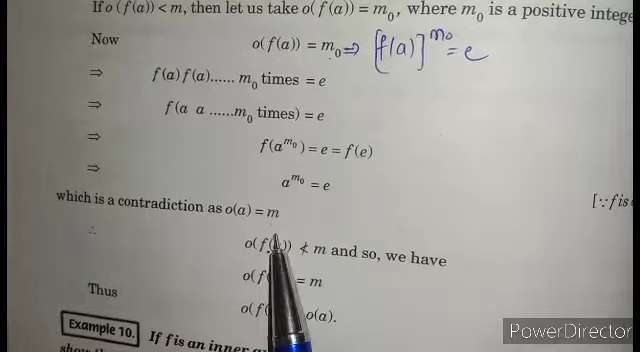 If o (f(a)) < m, then let us take o( f(a)) = m₀, where m₀ is a positive
Now o(f(a)) = m₀ ⇒ [f(a)]^m₀ = e
⇒ f(a) f(a)...... m₀ times = e
⇒ f(a a ......m₀ times) = e
⇒ f(a^m₀) = e = f(e)
⇒ a^m₀ = e [∵ f is
which is a contradiction as o(a) = m
∴ o(f( )) ≮ m and so, we have
o(f = m
Thus o(f( o(a).
Example 10. If f is an inner
show
PowerDirector